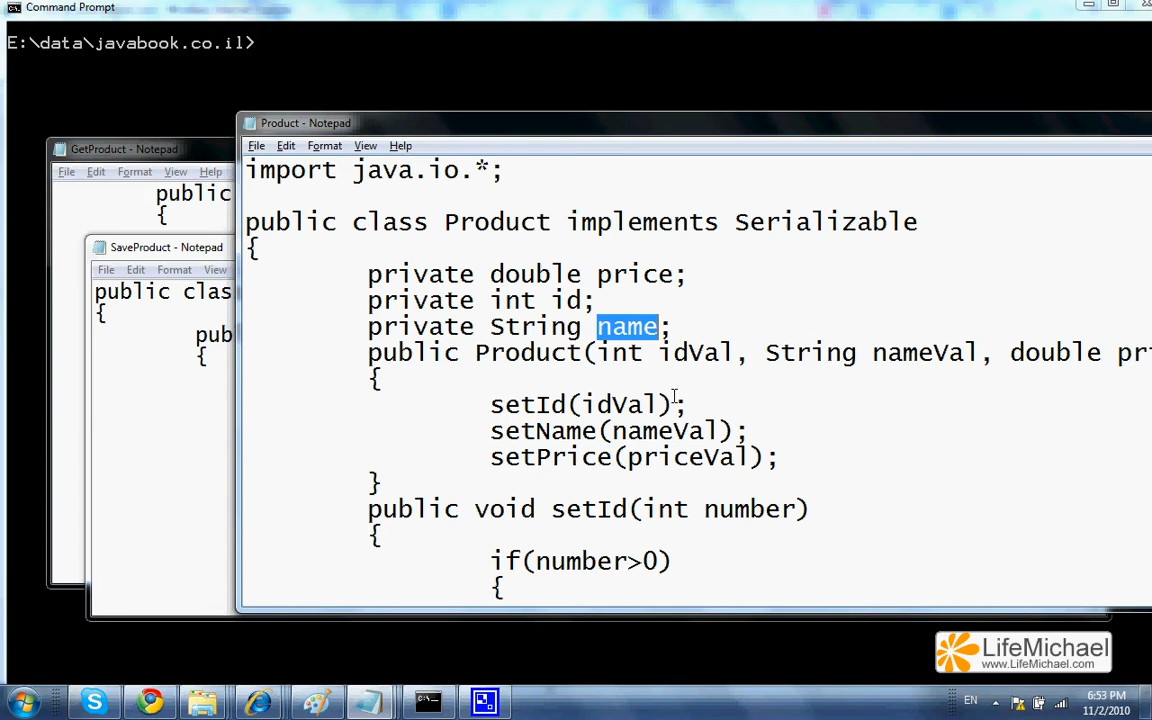 Command Prompt
E:\data\javabook.co.il>
Product - Notepad
File Edit Format View Help
import java.io.*;
public class Product implements Serializable
{
private double price;
private int id;
private String name;
public Product(int idVal, String nameVal, double pri
{
setId(idVal);
setName(nameVal);
setPrice(priceVal);
}
public void setId(int number)
{
if(number>0)
{
GetProduct - Notepad
File Edit Format View Help
public
{
SaveProduct - Notepad
File Edit Format View
public clas
{
pub
{
LifeMichael
www.LifeMichael.com
EN
6:53 PM
11/2/2010